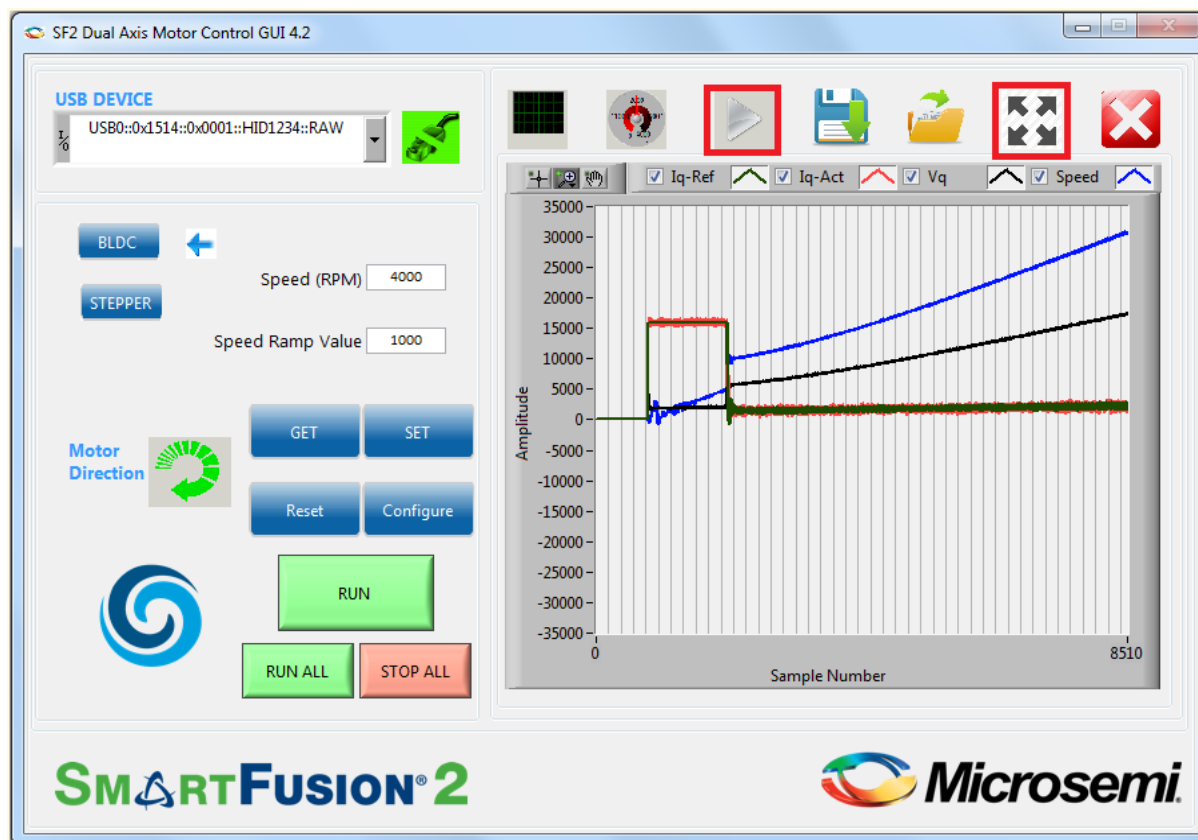 SF2 Dual Axis Motor Control GUI 4.2
USB DEVICE
I/O
USB0::0x1514::0x0001::HID1234::RAW
BLDC
STEPPER
Speed (RPM) 4000
Speed Ramp Value 1000
GET SET
Motor
Direction
Reset Configure
RUN
RUN ALL STOP ALL
Iq-Ref Iq-Act Vq Speed
35000
30000
25000
20000
15000
10000
5000
0
-5000
-10000
-15000
-20000
-25000
-30000
-35000
Amplitude
0 8510
Sample Number
SMARTFUSION® 2
Microsemi.